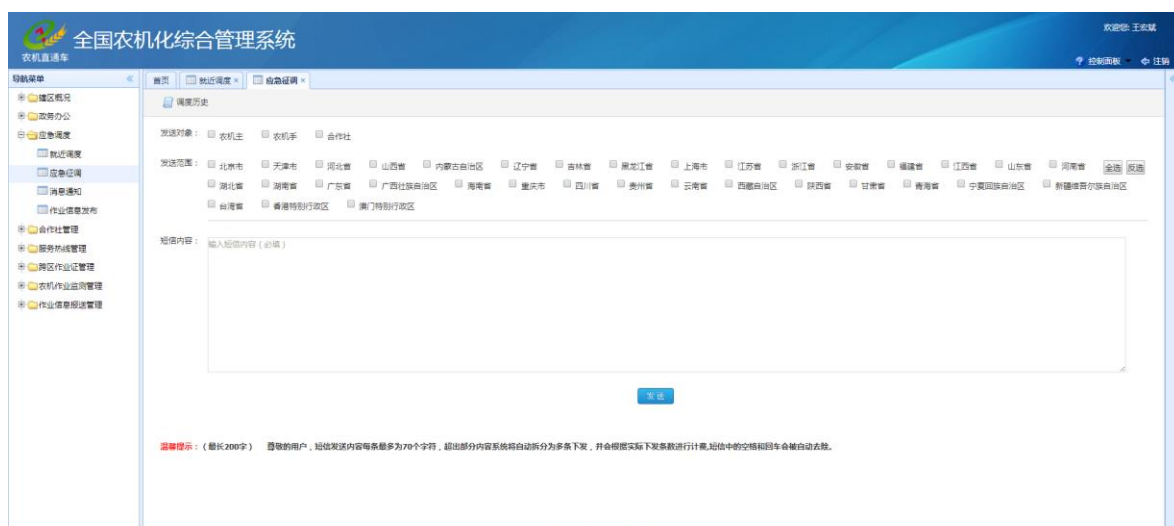 全国农机化综合管理系统
农机直通车
欢迎您: 王宏斌
控制面板 注销
导航菜单
首页 就近调度 × 应急征调 ×
辖区概况
政务办公
应急调度
就近调度
应急征调
消息通知
作业信息发布
合作社管理
服务热线管理
跨区作业证管理
农机作业监测管理
作业信息报送管理
调度历史
发送对象： 农机主 农机手 合作社
发送范围： 北京市 天津市 河北省 山西省 内蒙古自治区 辽宁省 吉林省 黑龙江省 上海市 江苏省 浙江省 安徽省 福建省 江西省 山东省 河南省 全选 反选
湖北省 湖南省 广东省 广西壮族自治区 海南省 重庆市 四川省 贵州省 云南省 西藏自治区 陕西省 甘肃省 青海省 宁夏回族自治区 新疆维吾尔族自治区
台湾省 香港特别行政区 澳门特别行政区
短信内容： 输入短信内容（必填）
发 送
温馨提示：（最长200字） 尊敬的用户，短信发送内容每条最多为70个字符，超出部分内容系统将自动拆分为多条下发，并会根据实际下发条数进行计费,短信中的空格和回车会被自动去除。